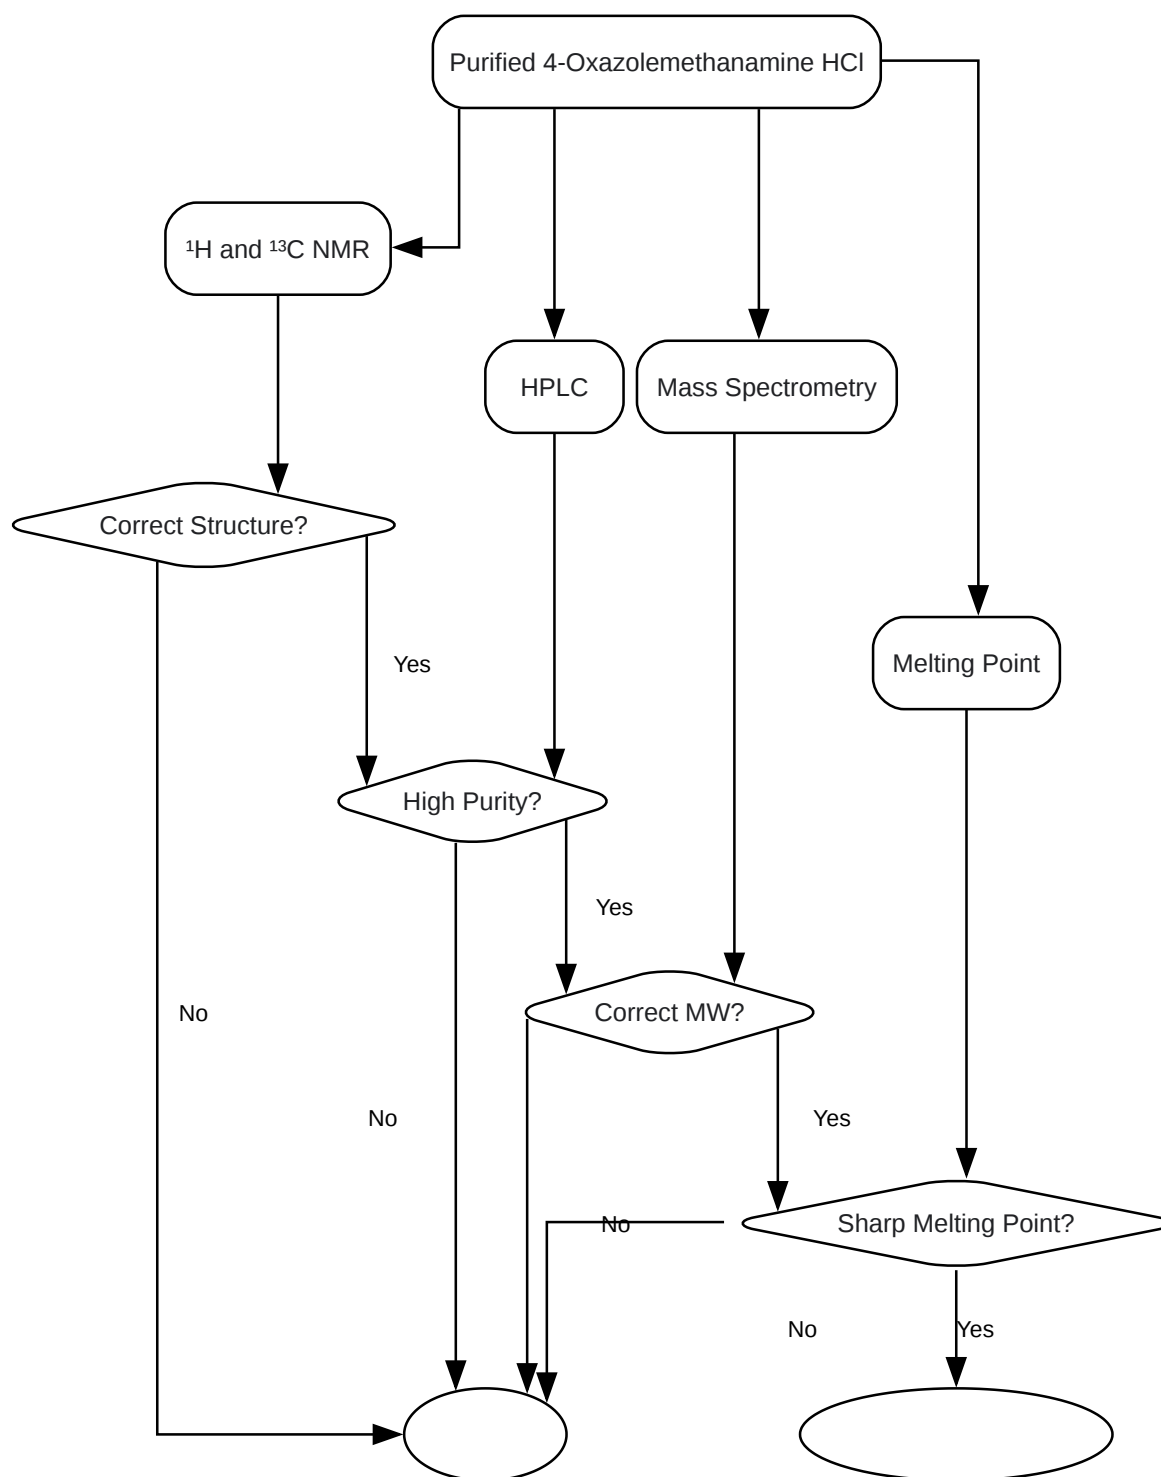 Purified 4-Oxazolemethanamine HCl
¹H and ¹³C NMR
HPLC
Mass Spectrometry
Correct Structure?
Yes
Melting Point
High Purity?
Yes
No
Correct MW?
No
Yes
No
Sharp Melting Point?
No
Yes